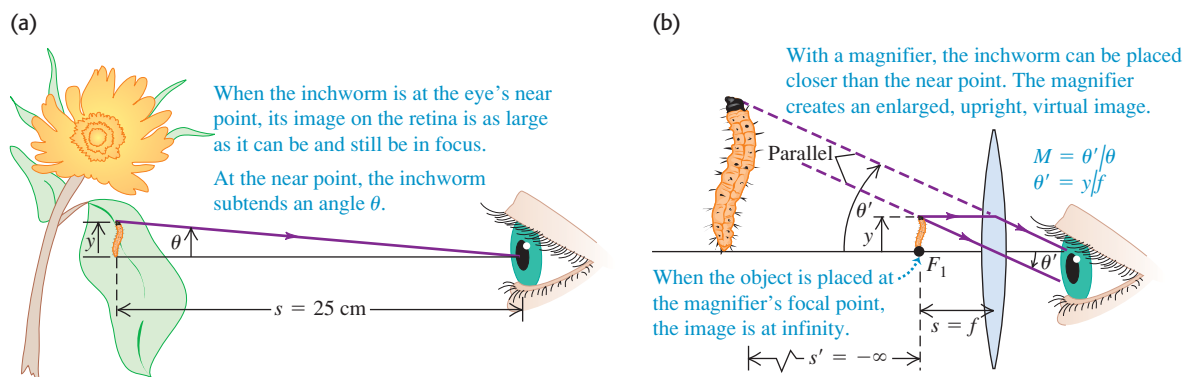 (a)
When the inchworm is at the eye's near
point, its image on the retina is as large
as it can be and still be in focus.
At the near point, the inchworm
subtends an angle θ.
y
θ
s = 25 cm
(b)
With a magnifier, the inchworm can be placed
closer than the near point. The magnifier
creates an enlarged, upright, virtual image.
Parallel
M = θ′/θ
θ′ = y/f
θ′
y
F₁
θ′
When the object is placed at
the magnifier's focal point,
the image is at infinity.
s = f
s′ = −∞